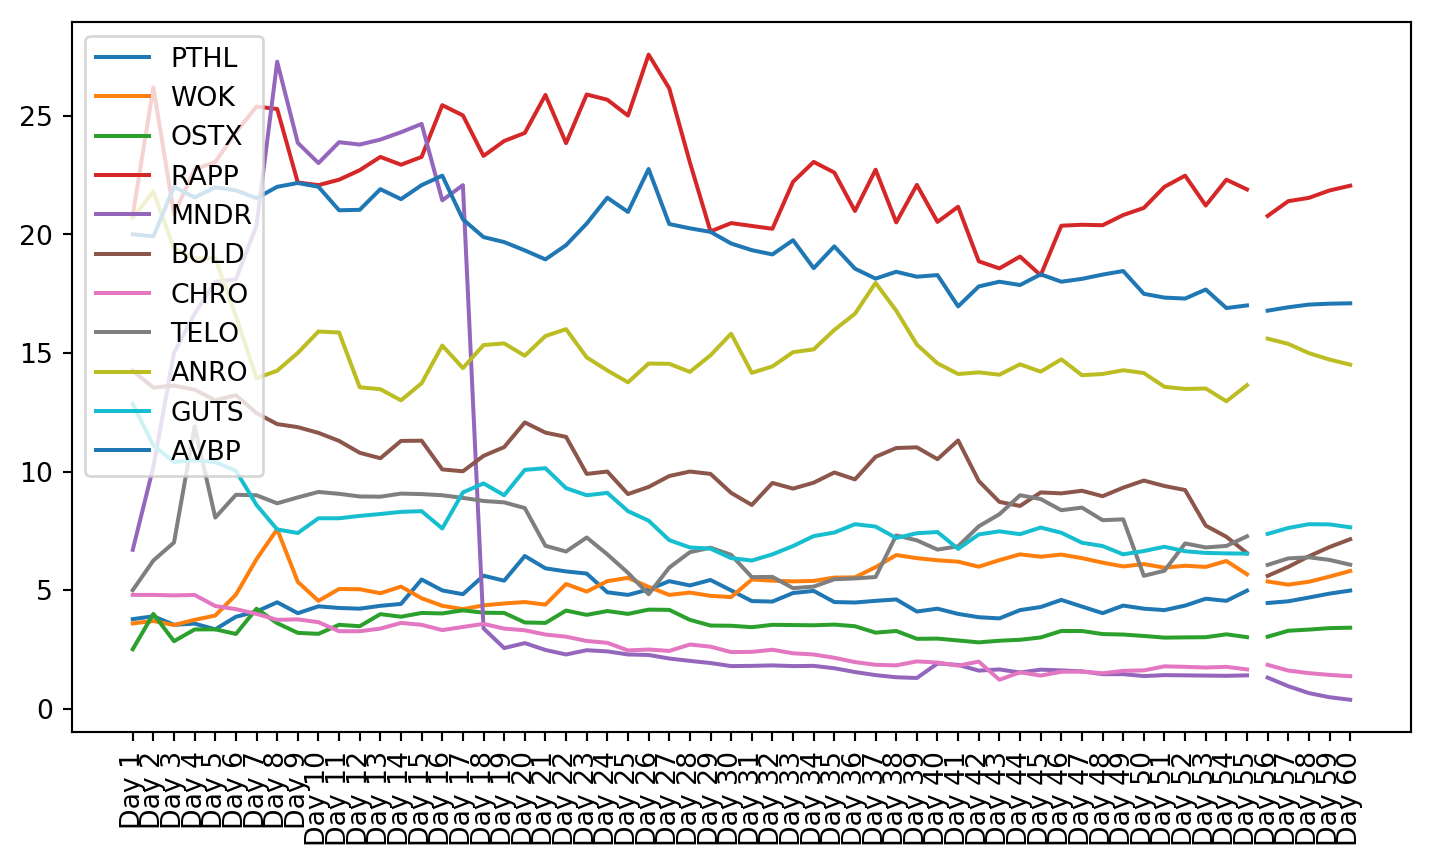 PTHL
WOK
OSTX
RAPP
MNDR
BOLD
CHRO
TELO
ANRO
GUTS
AVBP
25
20
15
10
5
0
Day 1
Day 2
Day 3
Day 4
Day 5
Day 6
Day 7
Day 8
Day 9
Day 10
Day 11
Day 12
Day 13
Day 14
Day 15
Day 16
Day 17
Day 18
Day 19
Day 20
Day 21
Day 22
Day 23
Day 24
Day 25
Day 26
Day 27
Day 28
Day 29
Day 30
Day 31
Day 32
Day 33
Day 34
Day 35
Day 36
Day 37
Day 38
Day 39
Day 40
Day 41
Day 42
Day 43
Day 44
Day 45
Day 46
Day 47
Day 48
Day 49
Day 50
Day 51
Day 52
Day 53
Day 54
Day 55
Day 56
Day 57
Day 58
Day 59
Day 60